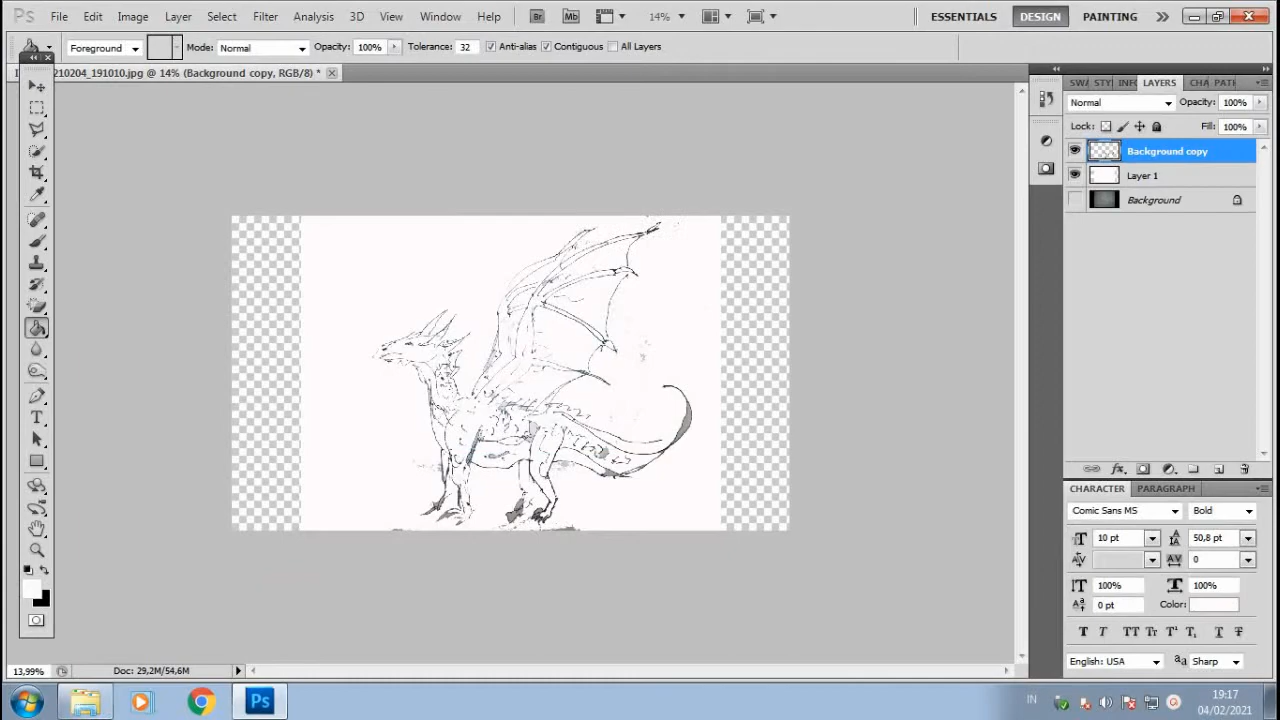 Ps File Edit Image Layer Select Filter Analysis 3D View Window Help Br Mb 14% ESSENTIALS DESIGN PAINTING
Foreground Mode: Normal Opacity: 100% Tolerance: 32 Anti-alias Contiguous All Layers
210204_191010.jpg @ 14% (Background copy, RGB/8) *
LAYERS
Normal Opacity: 100%
Lock: Fill: 100%
Background copy
Layer 1
Background
CHARACTER PARAGRAPH
Comic Sans MS Bold
10 pt 50,8 pt
0
100% 100%
0 pt Color:
English: USA Sharp
13,99% Doc: 29,2M/54,6M
Ps IN 19:17
04/02/2021